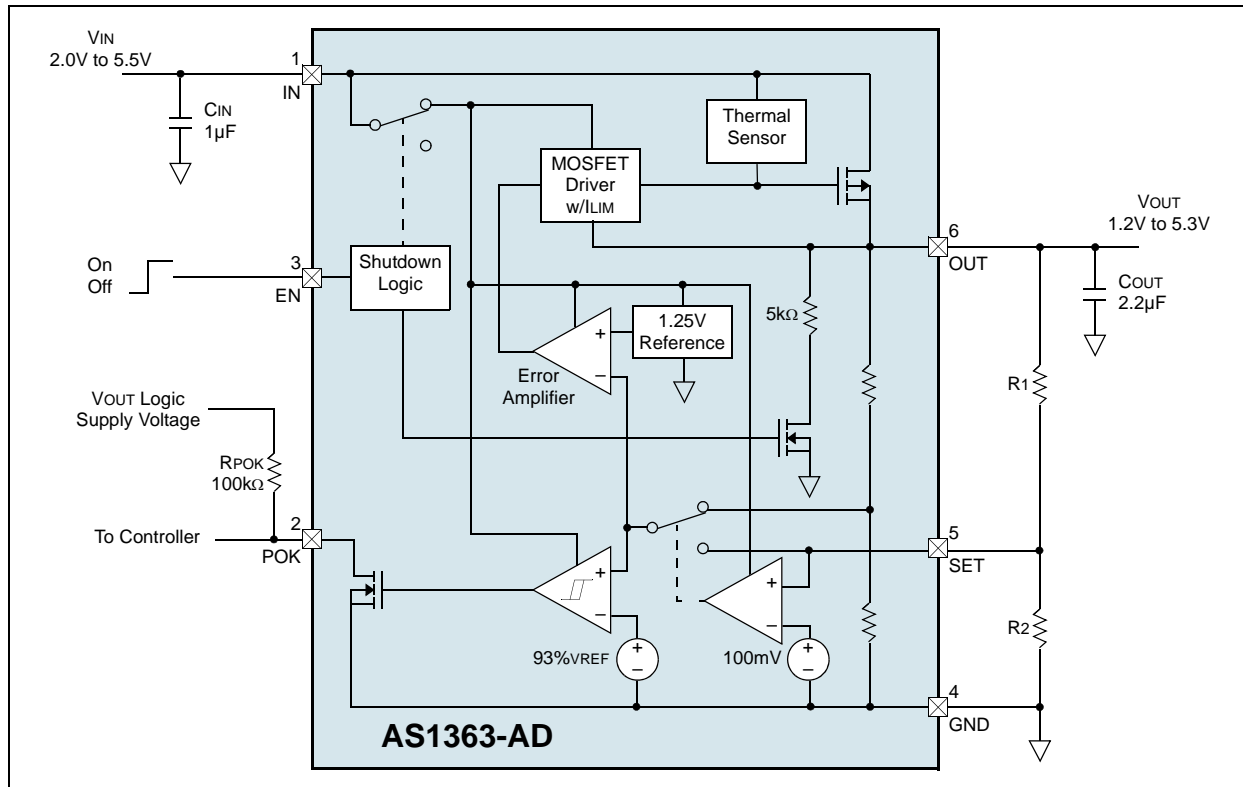 VIN
2.0V to 5.5V
1
IN
CIN
1µF
Thermal
Sensor
MOSFET
Driver
w/ILIM
VOUT
1.2V to 5.3V
6
OUT
On
Off
3
EN
Shutdown
Logic
COUT
2.2µF
5kΩ
+
−
1.25V
Reference
Error
Amplifier
R1
VOUT Logic
Supply Voltage
RPOK
100kΩ
To Controller
2
POK
5
SET
+
−
+
−
R2
93%VREF
+
−
100mV
+
−
4
GND
AS1363-AD